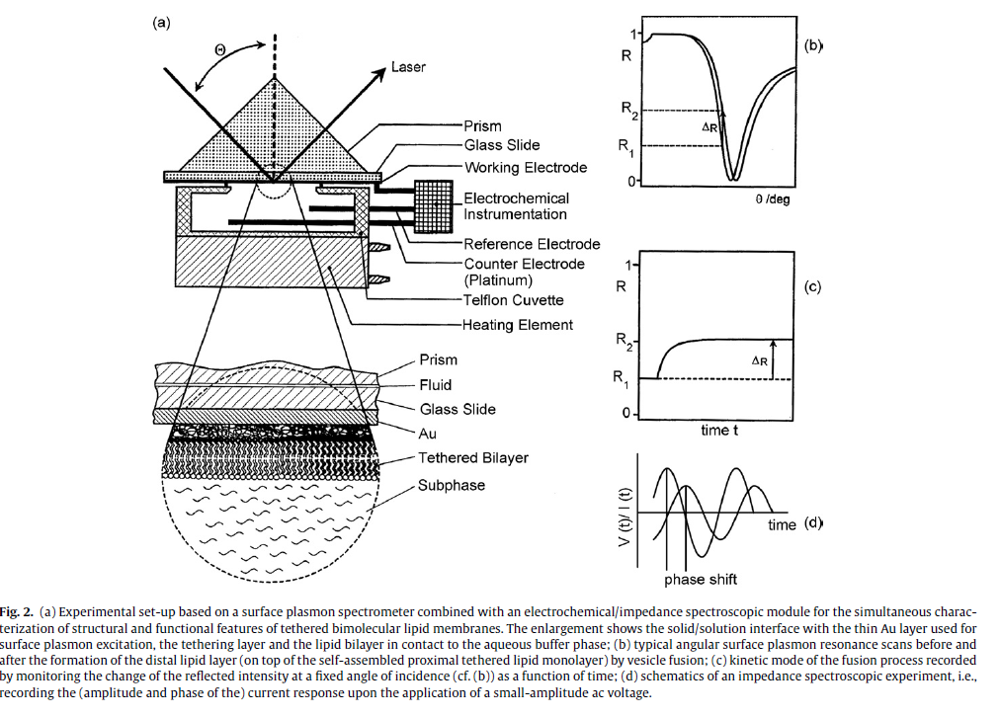 (a)
Θ
Laser
Prism
Glass Slide
Working Electrode
Electrochemical
Instrumentation
Reference Electrode
Counter Electrode
(Platinum)
Telflon Cuvette
Heating Element
Prism
Fluid
Glass Slide
Au
Tethered Bilayer
Subphase
(b)
1
R
R2
ΔR
R1
0
θ /deg
(c)
1
R
R2
ΔR
R1
0
time t
V (t)/ I (t)
time (d)
phase shift
Fig. 2. (a) Experimental set-up based on a surface plasmon spectrometer combined with an electrochemical/impedance spectroscopic module for the simultaneous charac-
terization of structural and functional features of tethered bimolecular lipid membranes. The enlargement shows the solid/solution interface with the thin Au layer used for
surface plasmon excitation, the tethering layer and the lipid bilayer in contact to the aqueous buffer phase; (b) typical angular surface plasmon resonance scans before and
after the formation of the distal lipid layer (on top of the self-assembled proximal tethered lipid monolayer) by vesicle fusion; (c) kinetic mode of the fusion process recorded
by monitoring the change of the reflected intensity at a fixed angle of incidence (cf. (b)) as a function of time; (d) schematics of an impedance spectroscopic experiment, i.e.,
recording the (amplitude and phase of the) current response upon the application of a small-amplitude ac voltage.